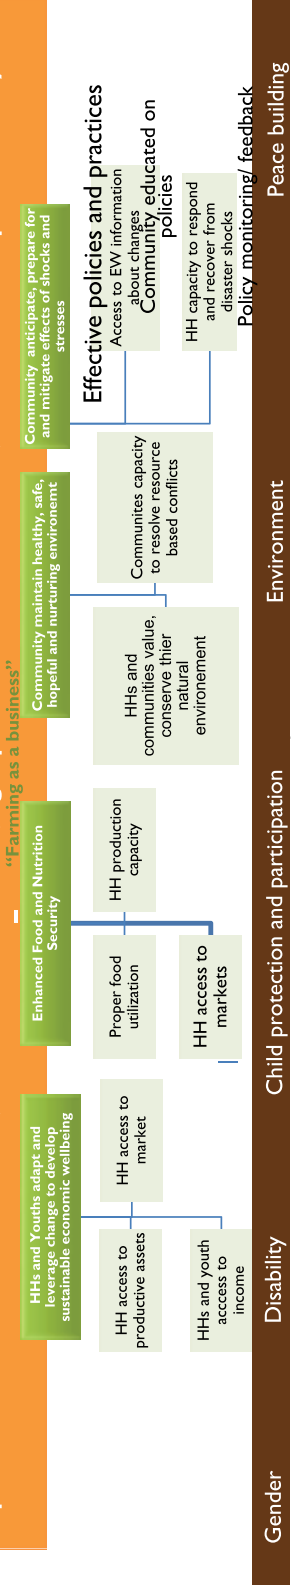 “Farming as a business”
HHs and Youths adapt and
leverage change to develop
sustainable economic wellbeing
HH access to
productive assets
HH access to
market
HHs and youth
acccess to
income
Enhanced Food and Nutrition
Security
Proper food
utilization
HH production
capacity
HH access to
markets
Community maintain healthy, safe,
hopeful and nurturing environemt
HHs and
communities value,
conserve thier
natural
environement
Communites capacity
to resolve resource
based conflicts
Community anticipate, prepare for
and mitigate effects of shocks and
stresses
Effective policies and practices
Access to EW information
about changes
Community educated on
policies
HH capacity to respond
and recover from
disaster shocks
Policy monitoring/ feedback
Gender
Disability
Child protection and participation
Environment
Peace building